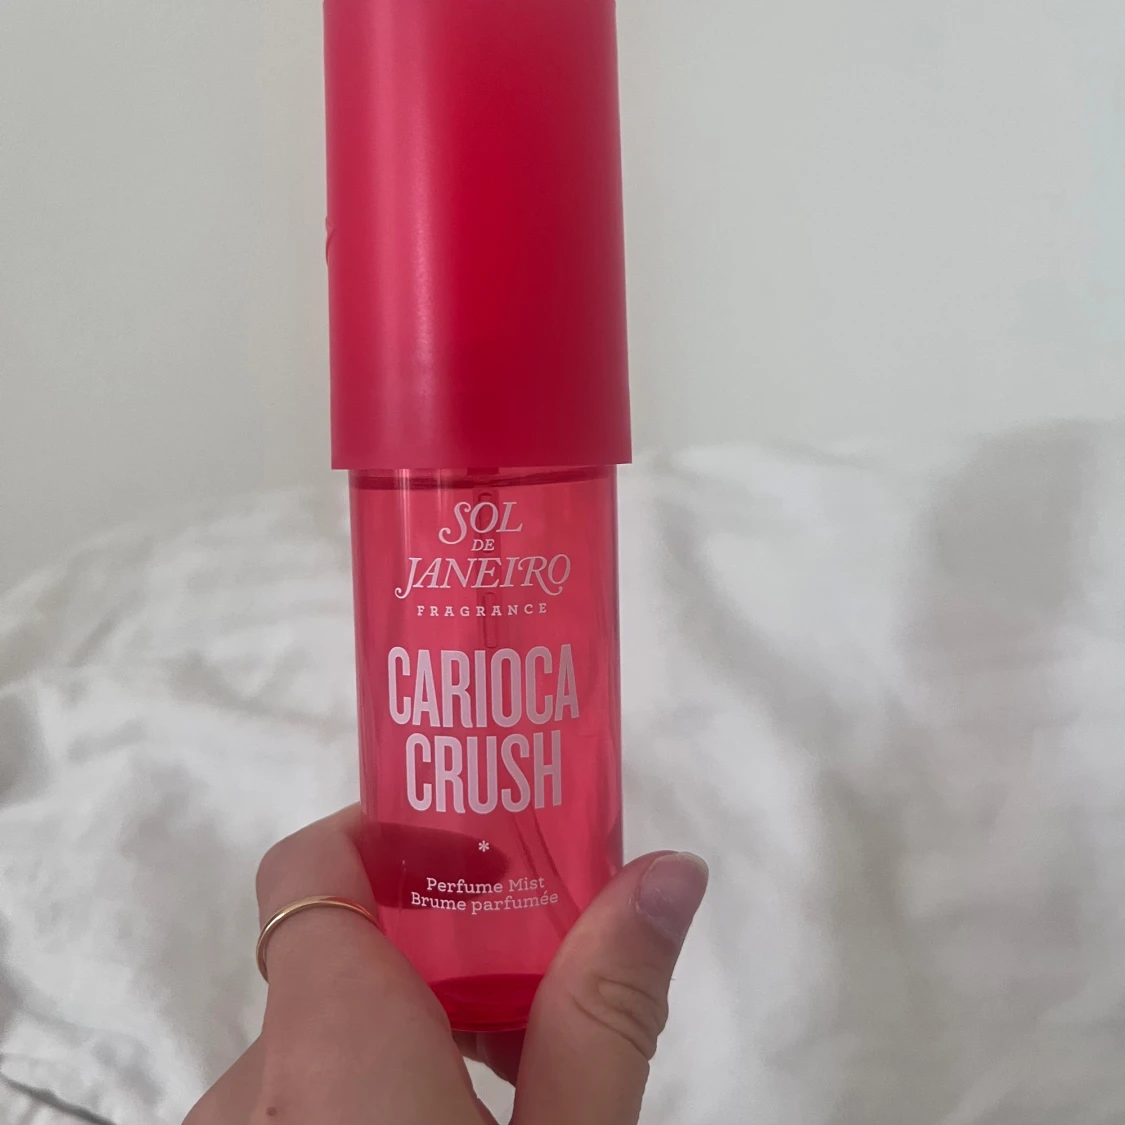 SOL
DE
JANEIRO
FRAGRANCE
CARIOCA
CRUSH
*
Perfume Mist
Brume parfumée